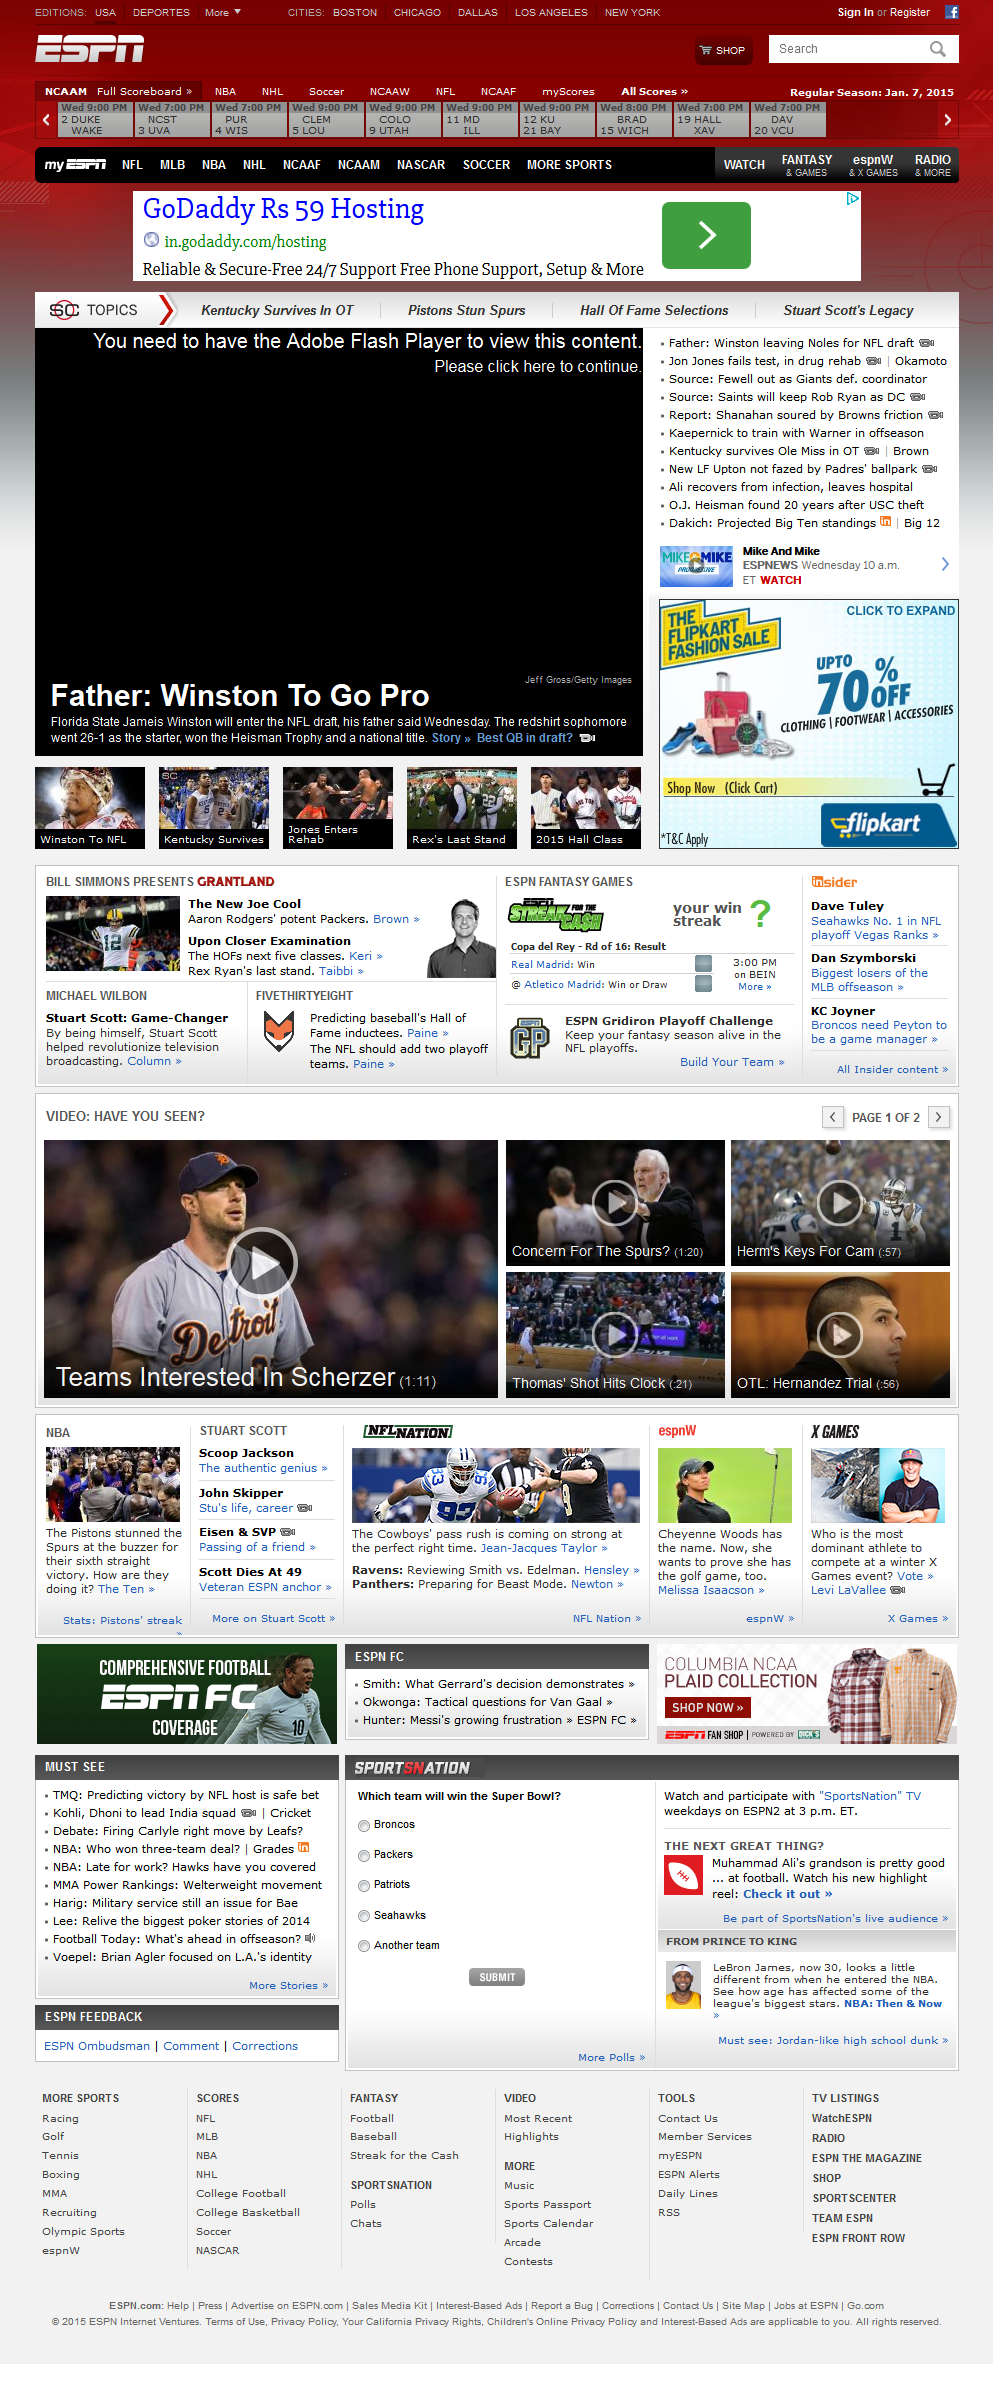 EDITIONS: USA DEPORTES More CITIES: BOSTON CHICAGO DALLAS LOS ANGELES NEW YORK Sign In or Register
ESPN SHOP Search
NCAAM Full Scoreboard » NBA NHL Soccer NCAAW NFL NCAAF myScores All Scores » Regular Season: Jan. 7, 2015
Wed 9:00 PM Wed 7:00 PM Wed 7:00 PM Wed 9:00 PM Wed 9:00 PM Wed 9:00 PM Wed 9:00 PM Wed 8:00 PM Wed 7:00 PM Wed 7:00 PM
2 DUKE NCST PUR CLEM COLO 11 MD 12 KU BRAD 19 HALL DAV
WAKE 3 UVA 4 WIS 5 LOU 9 UTAH ILL 21 BAY 15 WICH XAV 20 VCU
my ESPN NFL MLB NBA NHL NCAAF NCAAM NASCAR SOCCER MORE SPORTS WATCH FANTASY & GAMES espnW & X GAMES RADIO & MORE
GoDaddy Rs 59 Hosting
in.godaddy.com/hosting
Reliable & Secure-Free 24/7 Support Free Phone Support, Setup & More
SC TOPICS Kentucky Survives In OT Pistons Stun Spurs Hall Of Fame Selections Stuart Scott's Legacy
You need to have the Adobe Flash Player to view this content.
Please click here to continue.
Jeff Gross/Getty Images
Father: Winston To Go Pro
Florida State Jameis Winston will enter the NFL draft, his father said Wednesday. The redshirt sophomore
went 26-1 as the starter, won the Heisman Trophy and a national title. Story » Best QB in draft?
Winston To NFL
SC
Kentucky Survives
Jones Enters
Rehab
Rex's Last Stand
2015 Hall Class
Father: Winston leaving Noles for NFL draft
Jon Jones fails test, in drug rehab | Okamoto
Source: Fewell out as Giants def. coordinator
Source: Saints will keep Rob Ryan as DC
Report: Shanahan soured by Browns friction
Kaepernick to train with Warner in offseason
Kentucky survives Ole Miss in OT | Brown
New LF Upton not fazed by Padres' ballpark
Ali recovers from infection, leaves hospital
O.J. Heisman found 20 years after USC theft
Dakich: Projected Big Ten standings in | Big 12
MIKE & MIKE
PROGRESSIVE
Mike And Mike
ESPNEWS Wednesday 10 a.m.
ET WATCH
CLICK TO EXPAND
THE
FLIPKART
FASHION SALE
UPTO
70% OFF
CLOTHING | FOOTWEAR | ACCESSORIES
Shop Now (Click Cart)
flipkart
*T&C Apply
BILL SIMMONS PRESENTS GRANTLAND
The New Joe Cool
Aaron Rodgers' potent Packers. Brown »
Upon Closer Examination
The HOFs next five classes. Keri »
Rex Ryan's last stand. Taibbi »
MICHAEL WILBON
Stuart Scott: Game-Changer
By being himself, Stuart Scott
helped revolutionize television
broadcasting. Column »
FIVETHIRTYEIGHT
Predicting baseball's Hall of
Fame inductees. Paine »
The NFL should add two playoff
teams. Paine »
ESPN FANTASY GAMES
ESPN
STREAK FOR THE CASH
your win
streak ?
Copa del Rey - Rd of 16: Result
Real Madrid: Win
@ Atletico Madrid: Win or Draw
3:00 PM
on BEIN
More »
GP
ESPN Gridiron Playoff Challenge
Keep your fantasy season alive in the
NFL playoffs.
Build Your Team »
Insider
Dave Tuley
Seahawks No. 1 in NFL
playoff Vegas Ranks »
Dan Szymborski
Biggest losers of the
MLB offseason »
KC Joyner
Broncos need Peyton to
be a game manager »
All Insider content »
VIDEO: HAVE YOU SEEN? PAGE 1 OF 2
Detroit
Teams Interested In Scherzer (1:11)
Concern For The Spurs? (1:20)
Herm's Keys For Cam (:57)
Thomas' Shot Hits Clock (:21)
OTL: Hernandez Trial (:56)
NBA
The Pistons stunned the
Spurs at the buzzer for
their sixth straight
victory. How are they
doing it? The Ten »
Stats: Pistons' streak
»
STUART SCOTT
Scoop Jackson
The authentic genius »
John Skipper
Stu's life, career
Eisen & SVP
Passing of a friend »
Scott Dies At 49
Veteran ESPN anchor »
More on Stuart Scott »
NFL NATION
93
9
The Cowboys' pass rush is coming on strong at
the perfect right time. Jean-Jacques Taylor »
Ravens: Reviewing Smith vs. Edelman. Hensley »
Panthers: Preparing for Beast Mode. Newton »
NFL Nation »
espnW
Cheyenne Woods has
the name. Now, she
wants to prove she has
the golf game, too.
Melissa Isaacson »
espnW »
X GAMES
Who is the most
dominant athlete to
compete at a winter X
Games event? Vote »
Levi LaVallee
X Games »
COMPREHENSIVE FOOTBALL
ESPN FC
COVERAGE
10
ESPN FC
Smith: What Gerrard's decision demonstrates »
Okwonga: Tactical questions for Van Gaal »
Hunter: Messi's growing frustration » ESPN FC »
COLUMBIA NCAA
PLAID COLLECTION
SHOP NOW »
ESPN FAN SHOP | POWERED BY DICK'S
MUST SEE
TMQ: Predicting victory by NFL host is safe bet
Kohli, Dhoni to lead India squad | Cricket
Debate: Firing Carlyle right move by Leafs?
NBA: Who won three-team deal? | Grades in
NBA: Late for work? Hawks have you covered
MMA Power Rankings: Welterweight movement
Harig: Military service still an issue for Bae
Lee: Relive the biggest poker stories of 2014
Football Today: What's ahead in offseason?
Voepel: Brian Agler focused on L.A.'s identity
More Stories »
ESPN FEEDBACK
ESPN Ombudsman | Comment | Corrections
SPORTSNATION
Which team will win the Super Bowl?
Broncos
Packers
Patriots
Seahawks
Another team
SUBMIT
More Polls »
Watch and participate with "SportsNation" TV
weekdays on ESPN2 at 3 p.m. ET.
THE NEXT GREAT THING?
Muhammad Ali's grandson is pretty good
... at football. Watch his new highlight
reel: Check it out »
Be part of SportsNation's live audience »
FROM PRINCE TO KING
LeBron James, now 30, looks a little
different from when he entered the NBA.
See how age has affected some of the
league's biggest stars. NBA: Then & Now
»
Must see: Jordan-like high school dunk »
MORE SPORTS
Racing
Golf
Tennis
Boxing
MMA
Recruiting
Olympic Sports
espnW
SCORES
NFL
MLB
NBA
NHL
College Football
College Basketball
Soccer
NASCAR
FANTASY
Football
Baseball
Streak for the Cash
SPORTSNATION
Polls
Chats
VIDEO
Most Recent
Highlights
MORE
Music
Sports Passport
Sports Calendar
Arcade
Contests
TOOLS
Contact Us
Member Services
myESPN
ESPN Alerts
Daily Lines
RSS
TV LISTINGS
WatchESPN
RADIO
ESPN THE MAGAZINE
SHOP
SPORTSCENTER
TEAM ESPN
ESPN FRONT ROW
ESPN.com: Help | Press | Advertise on ESPN.com | Sales Media Kit | Interest-Based Ads | Report a Bug | Corrections | Contact Us | Site Map | Jobs at ESPN | Go.com
© 2015 ESPN Internet Ventures. Terms of Use, Privacy Policy, Your California Privacy Rights, Children's Online Privacy Policy and Interest-Based Ads are applicable to you. All rights reserved.